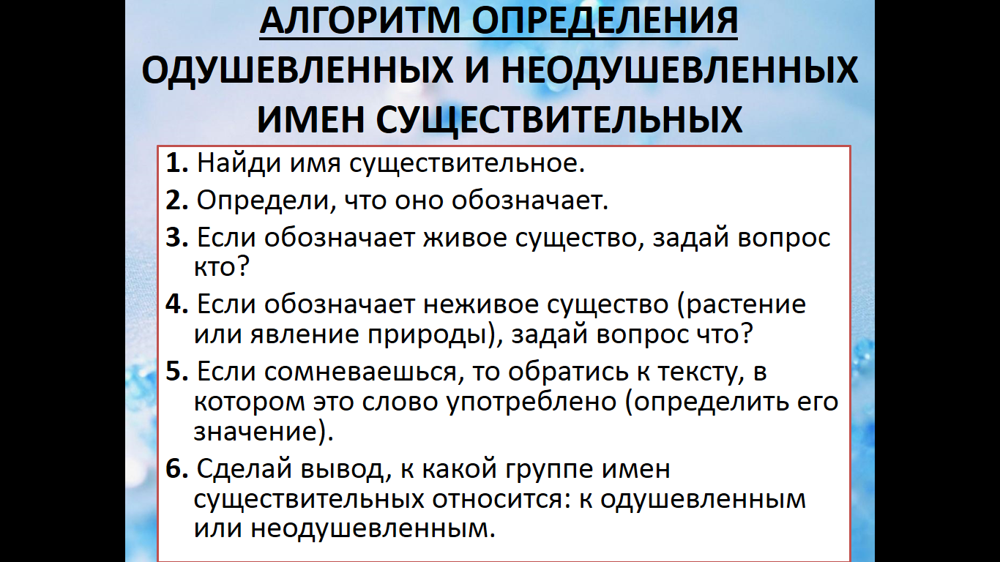 АЛГОРИТМ ОПРЕДЕЛЕНИЯ
ОДУШЕВЛЕННЫХ И НЕОДУШЕВЛЕННЫХ
ИМЕН СУЩЕСТВИТЕЛЬНЫХ
1. Найди имя существительное.
2. Определи, что оно обозначает.
3. Если обозначает живое существо, задай вопрос
кто?
4. Если обозначает неживое существо (растение
или явление природы), задай вопрос что?
5. Если сомневаешься, то обратись к тексту, в
котором это слово употреблено (определить его
значение).
6. Сделай вывод, к какой группе имен
существительных относится: к одушевленным
или неодушевленным.